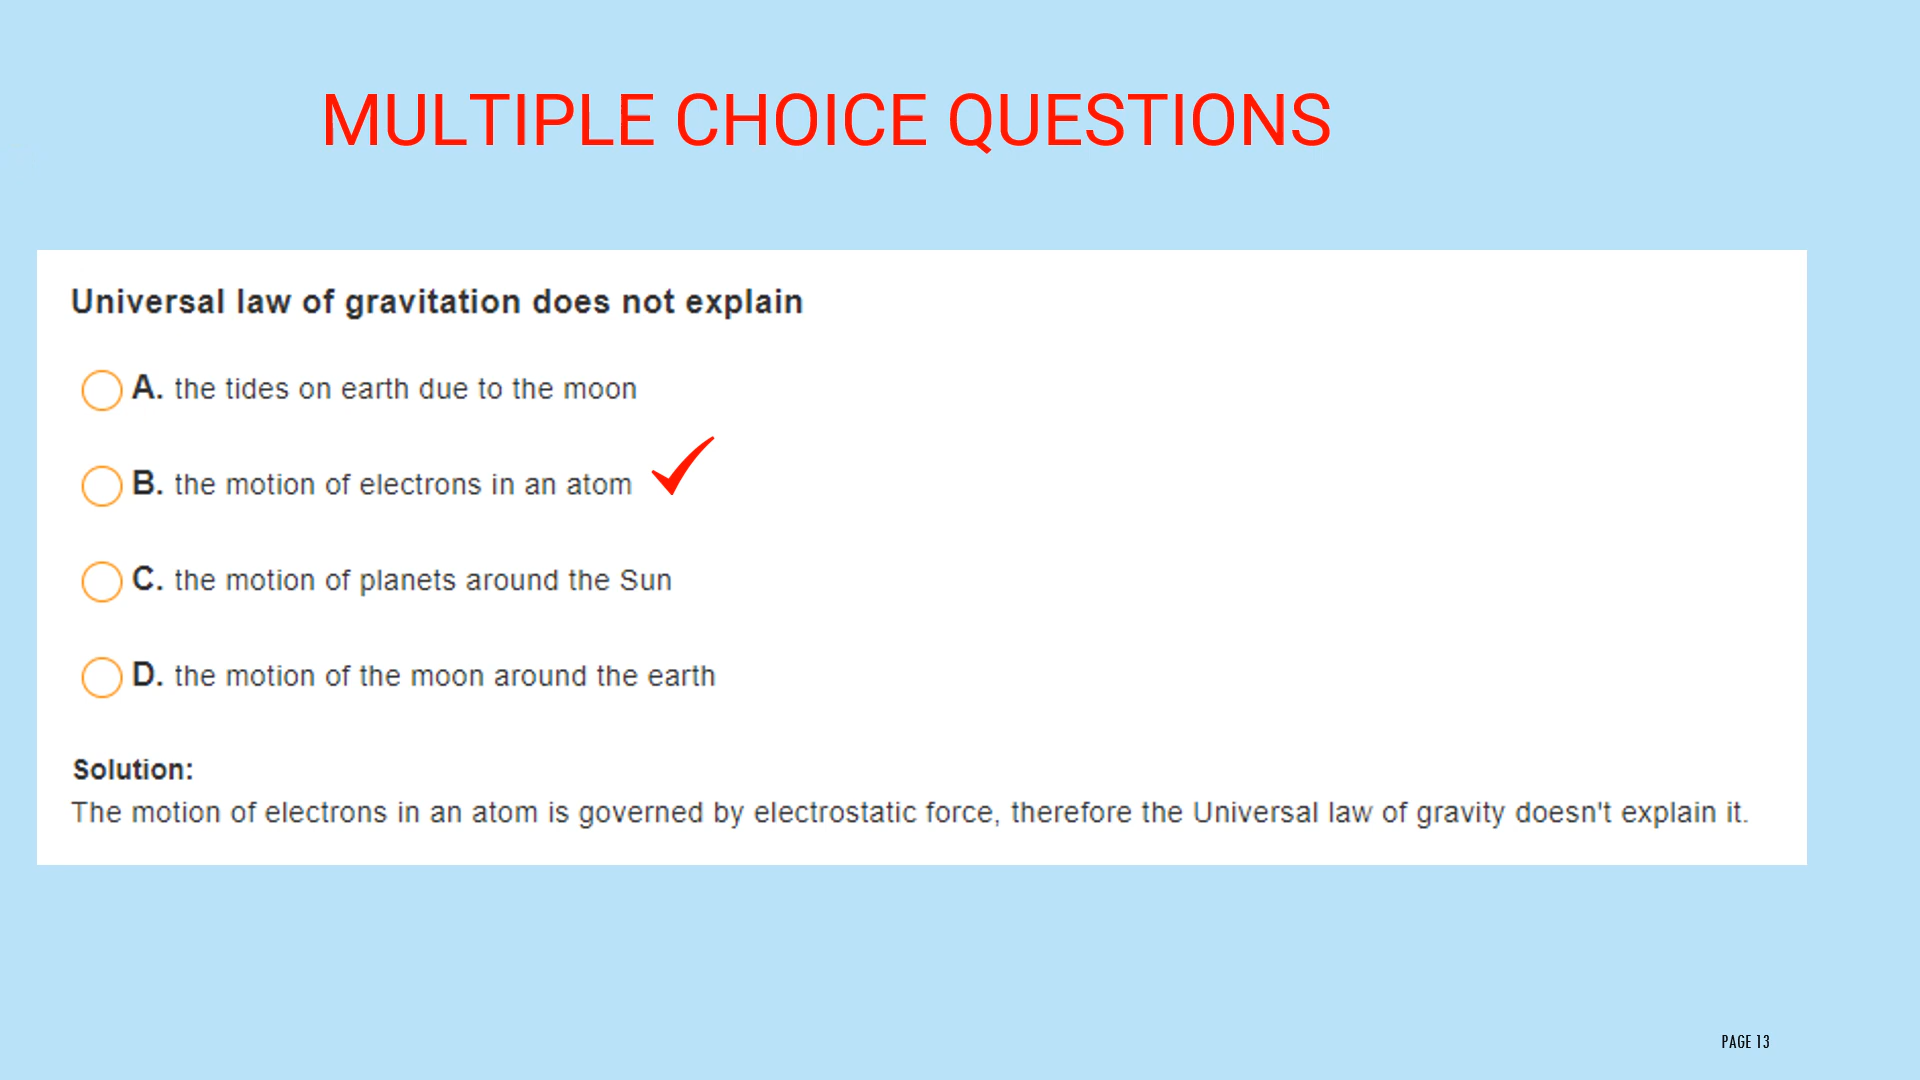 MULTIPLE CHOICE QUESTIONS
Universal law of gravitation does not explain
A. the tides on earth due to the moon
B. the motion of electrons in an atom
C. the motion of planets around the Sun
D. the motion of the moon around the earth
Solution:
The motion of electrons in an atom is governed by electrostatic force, therefore the Universal law of gravity doesn't explain it.
PAGE 13